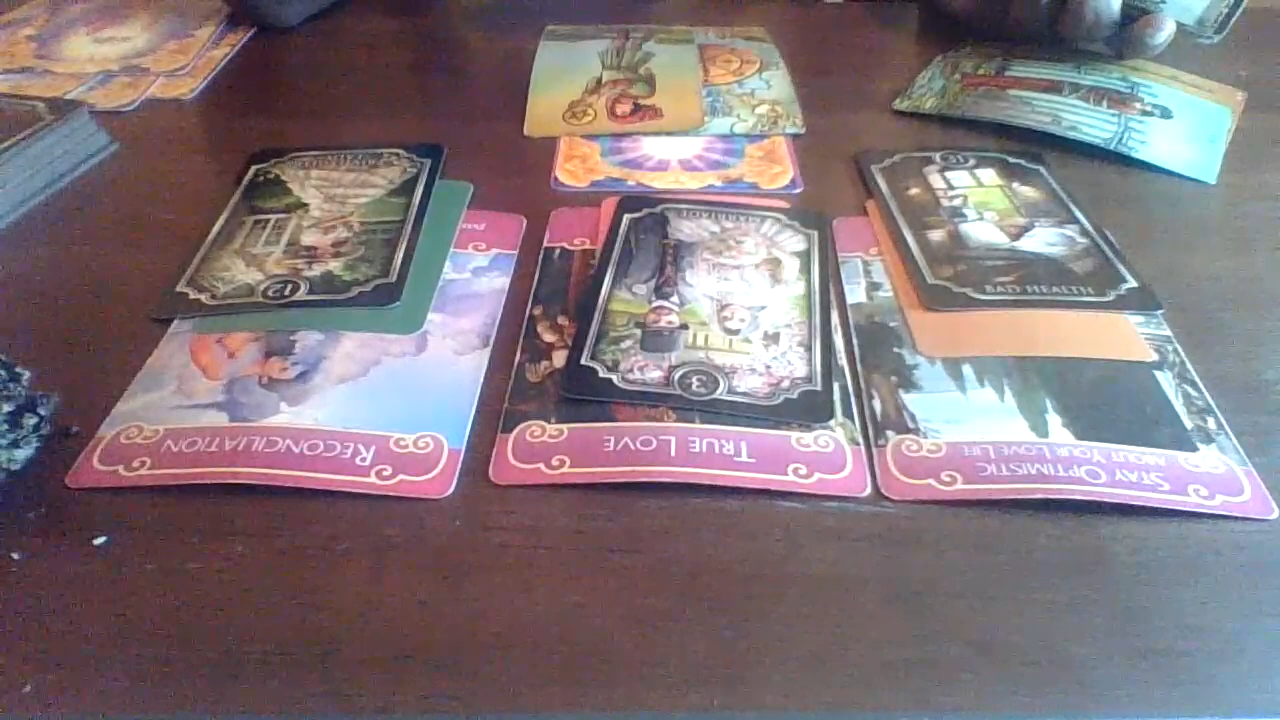 12
MARRIAGE
3
BAD HEALTH
RECONCILIATION
TRUE LOVE
STAY OPTIMISTIC
ABOUT YOUR LOVE LIFE